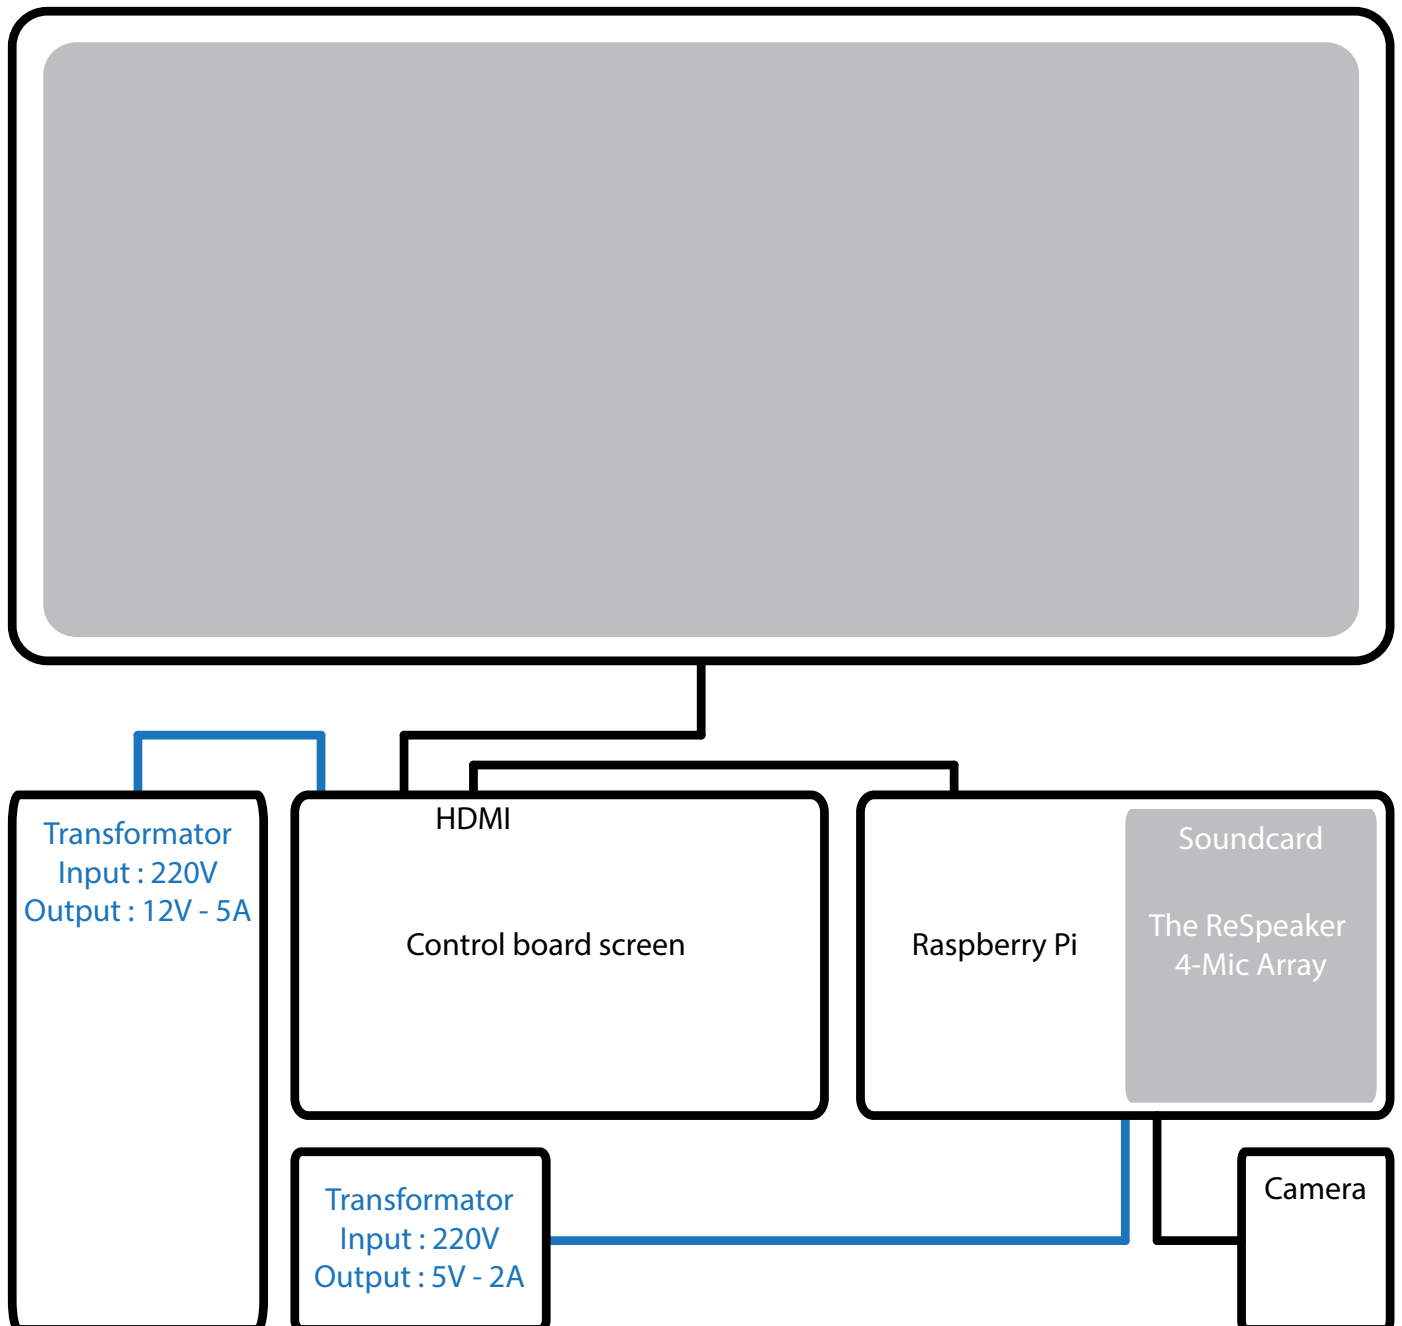 Transformator
Input : 220V
Output : 12V - 5A
HDMI
Control board screen
Raspberry Pi
Soundcard
The ReSpeaker
4-Mic Array
Transformator
Input : 220V
Output : 5V - 2A
Camera